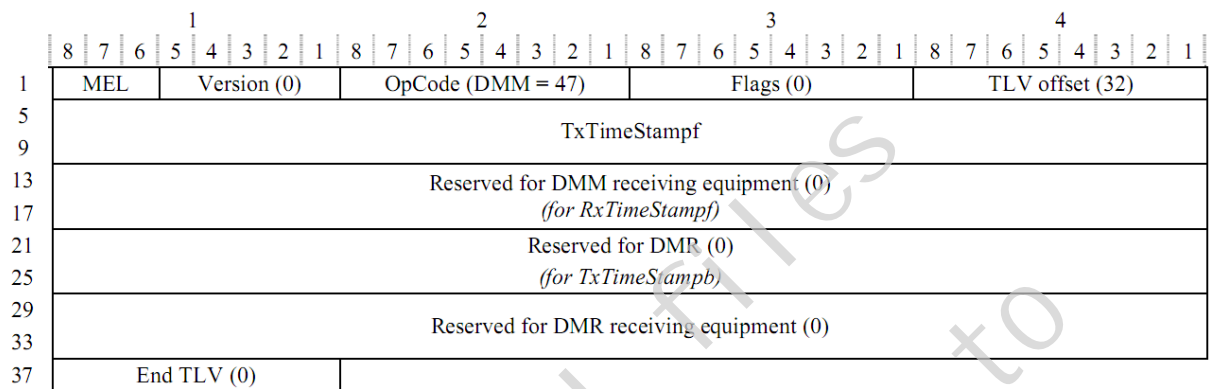 1 2 3 4
8 7 6 5 4 3 2 1 8 7 6 5 4 3 2 1 8 7 6 5 4 3 2 1 8 7 6 5 4 3 2 1
1 MEL Version (0) OpCode (DMM = 47) Flags (0) TLV offset (32)
5
TxTimeStampf
9
13 Reserved for DMM receiving equipment (0)
17 (for RxTimeStampf)
21 Reserved for DMR (0)
25 (for TxTimeStampb)
29
Reserved for DMR receiving equipment (0)
33
37 End TLV (0)
files
to